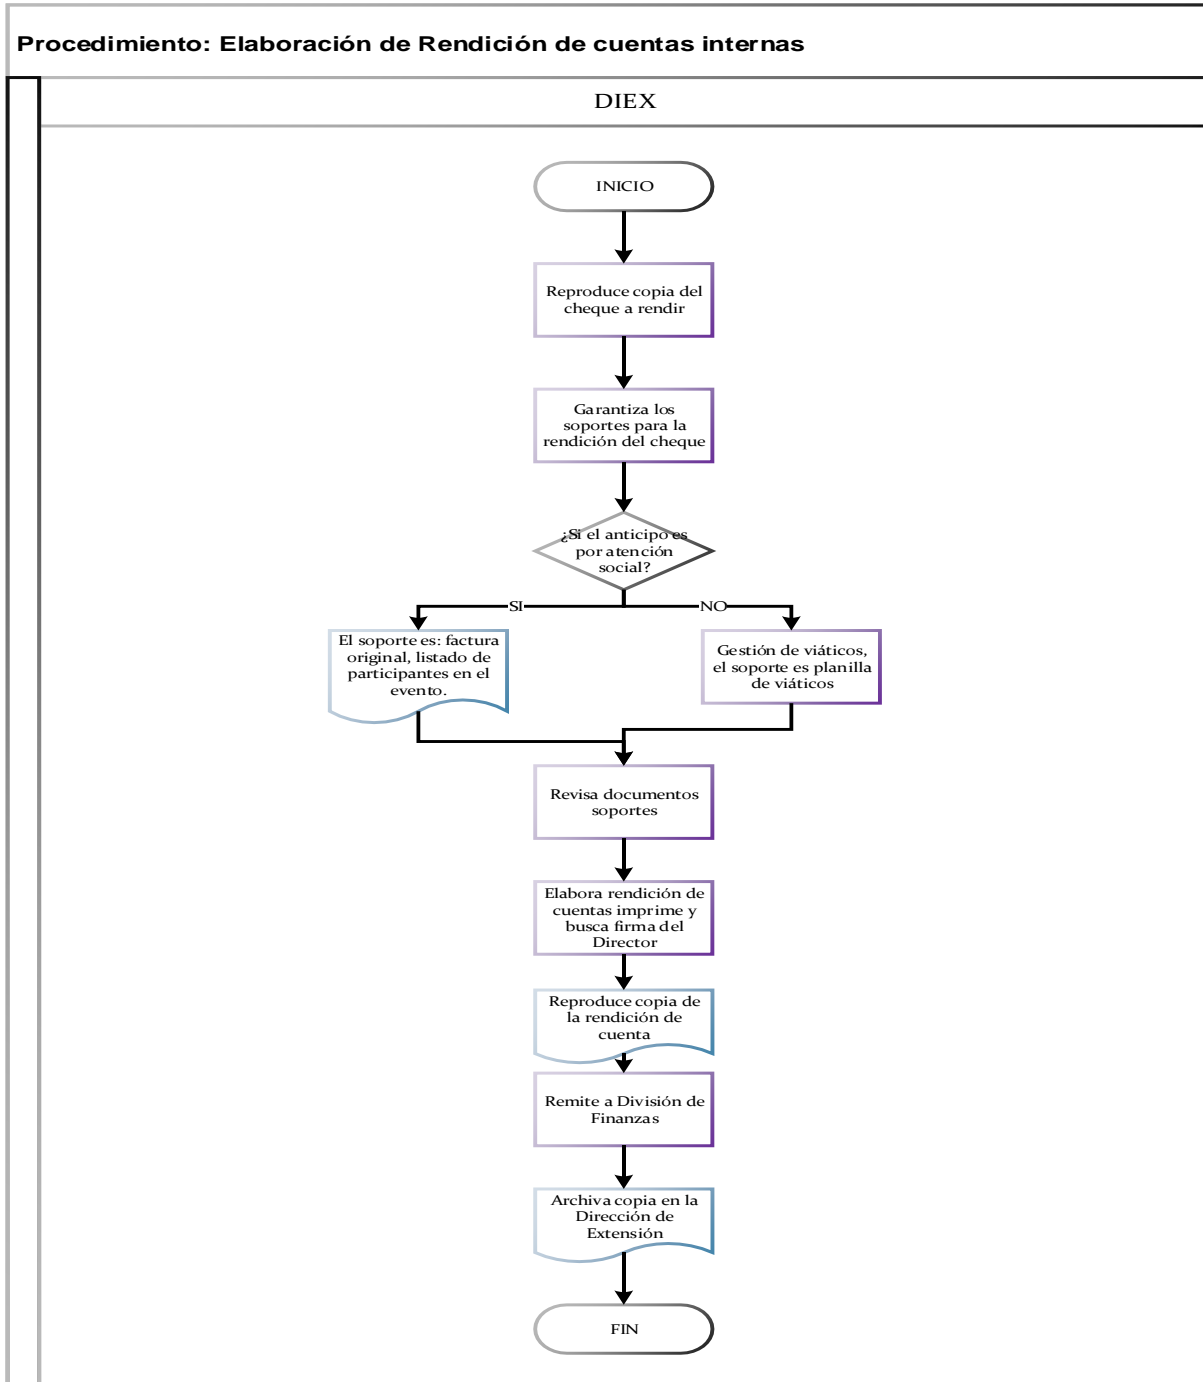 Procedimiento: Elaboración de Rendición de cuentas internas
DIEX
INICIO
Reproduce copia del
cheque a rendir
Garantiza los
soportes para la
rendición del cheque
¿Si el anticipo es
por atención
social?
SI
NO
El soporte es: factura
original, listado de
participantes en el
evento.
Gestión de viáticos,
el soporte es planilla
de viáticos
Revisa documentos
soportes
Elabora rendición de
cuentas imprime y
busca firma del
Director
Reproduce copia de
la rendición de
cuenta
Remite a División de
Finanzas
Archiva copia en la
Dirección de
Extensión
FIN